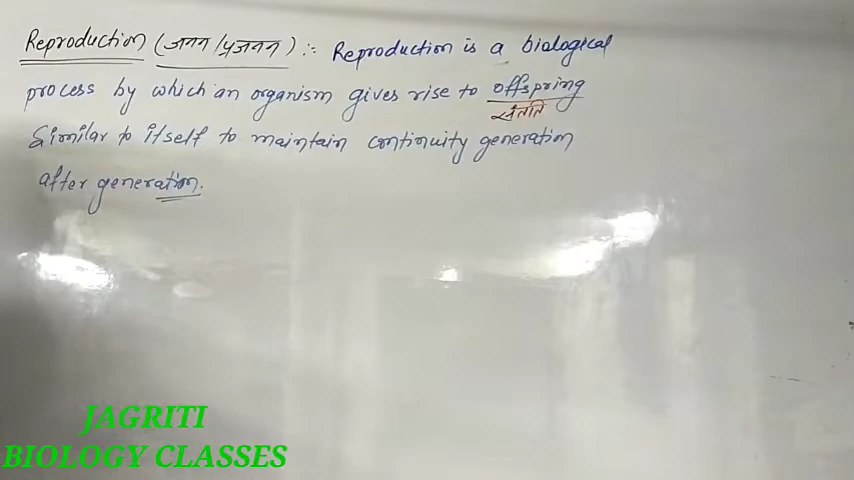 Reproduction (जनन/प्रजनन) :- Reproduction is a biological
process by which an organism gives rise to offspring
संतति
Similar to itself to maintain continuity generation
after generation.
JAGRITI
BIOLOGY CLASSES